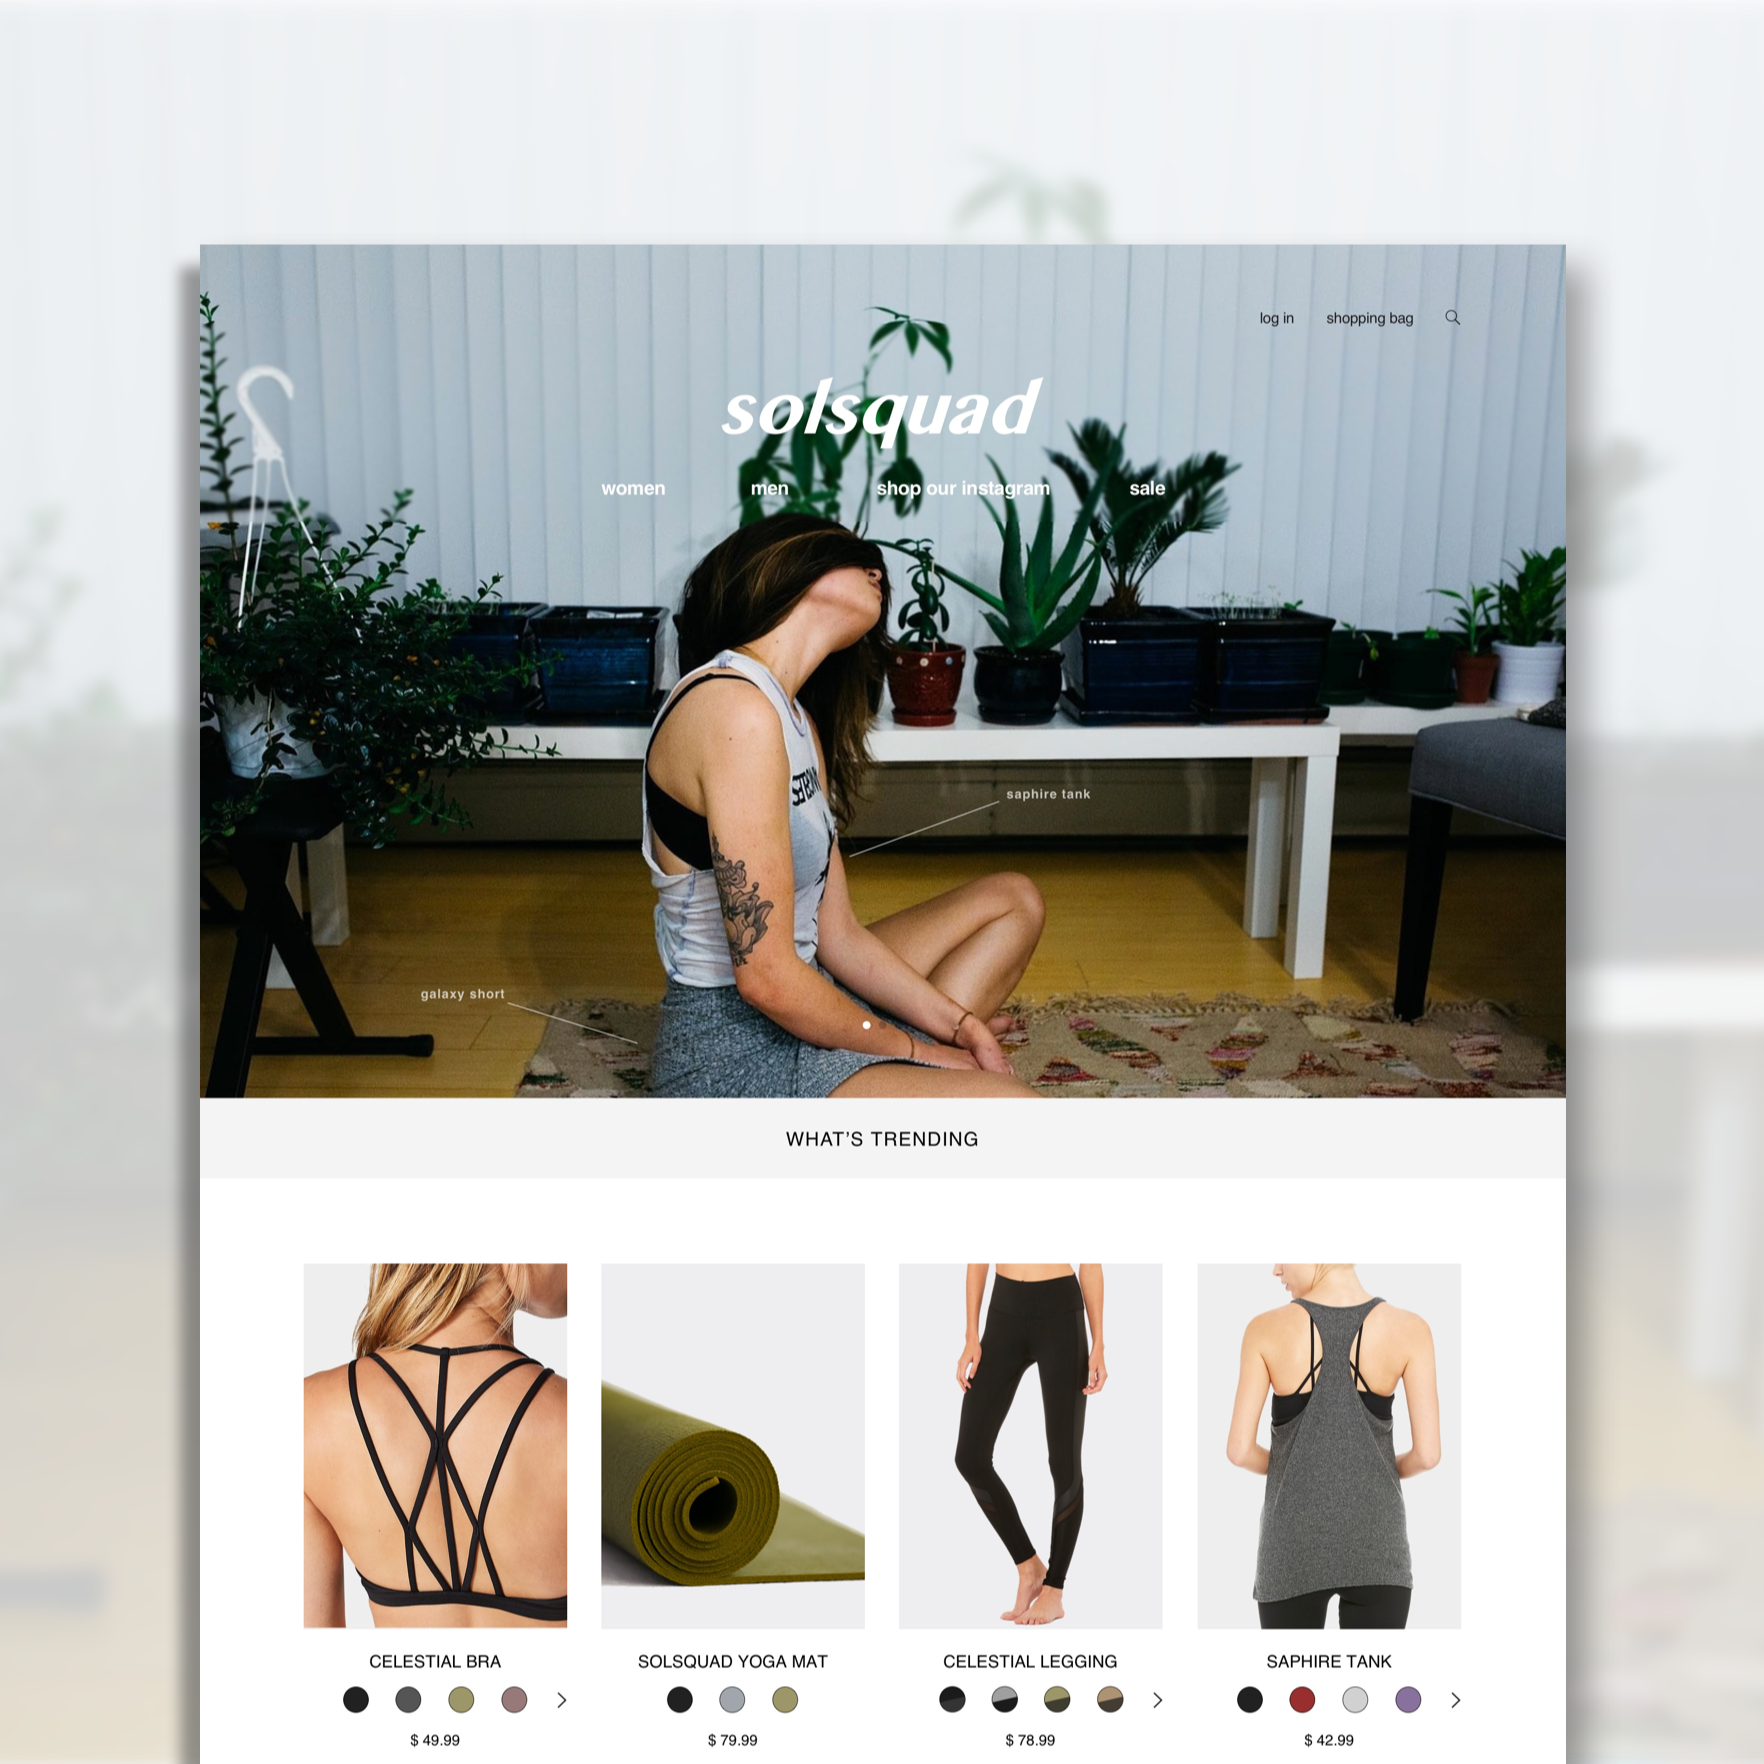 log in shopping bag
solsquad
women men shop our instagram sale
saphire tank
galaxy short
WHAT’S TRENDING
CELESTIAL BRA SOLSQUAD YOGA MAT CELESTIAL LEGGING SAPHIRE TANK
$ 49.99 $ 79.99 $ 78.99 $ 42.99